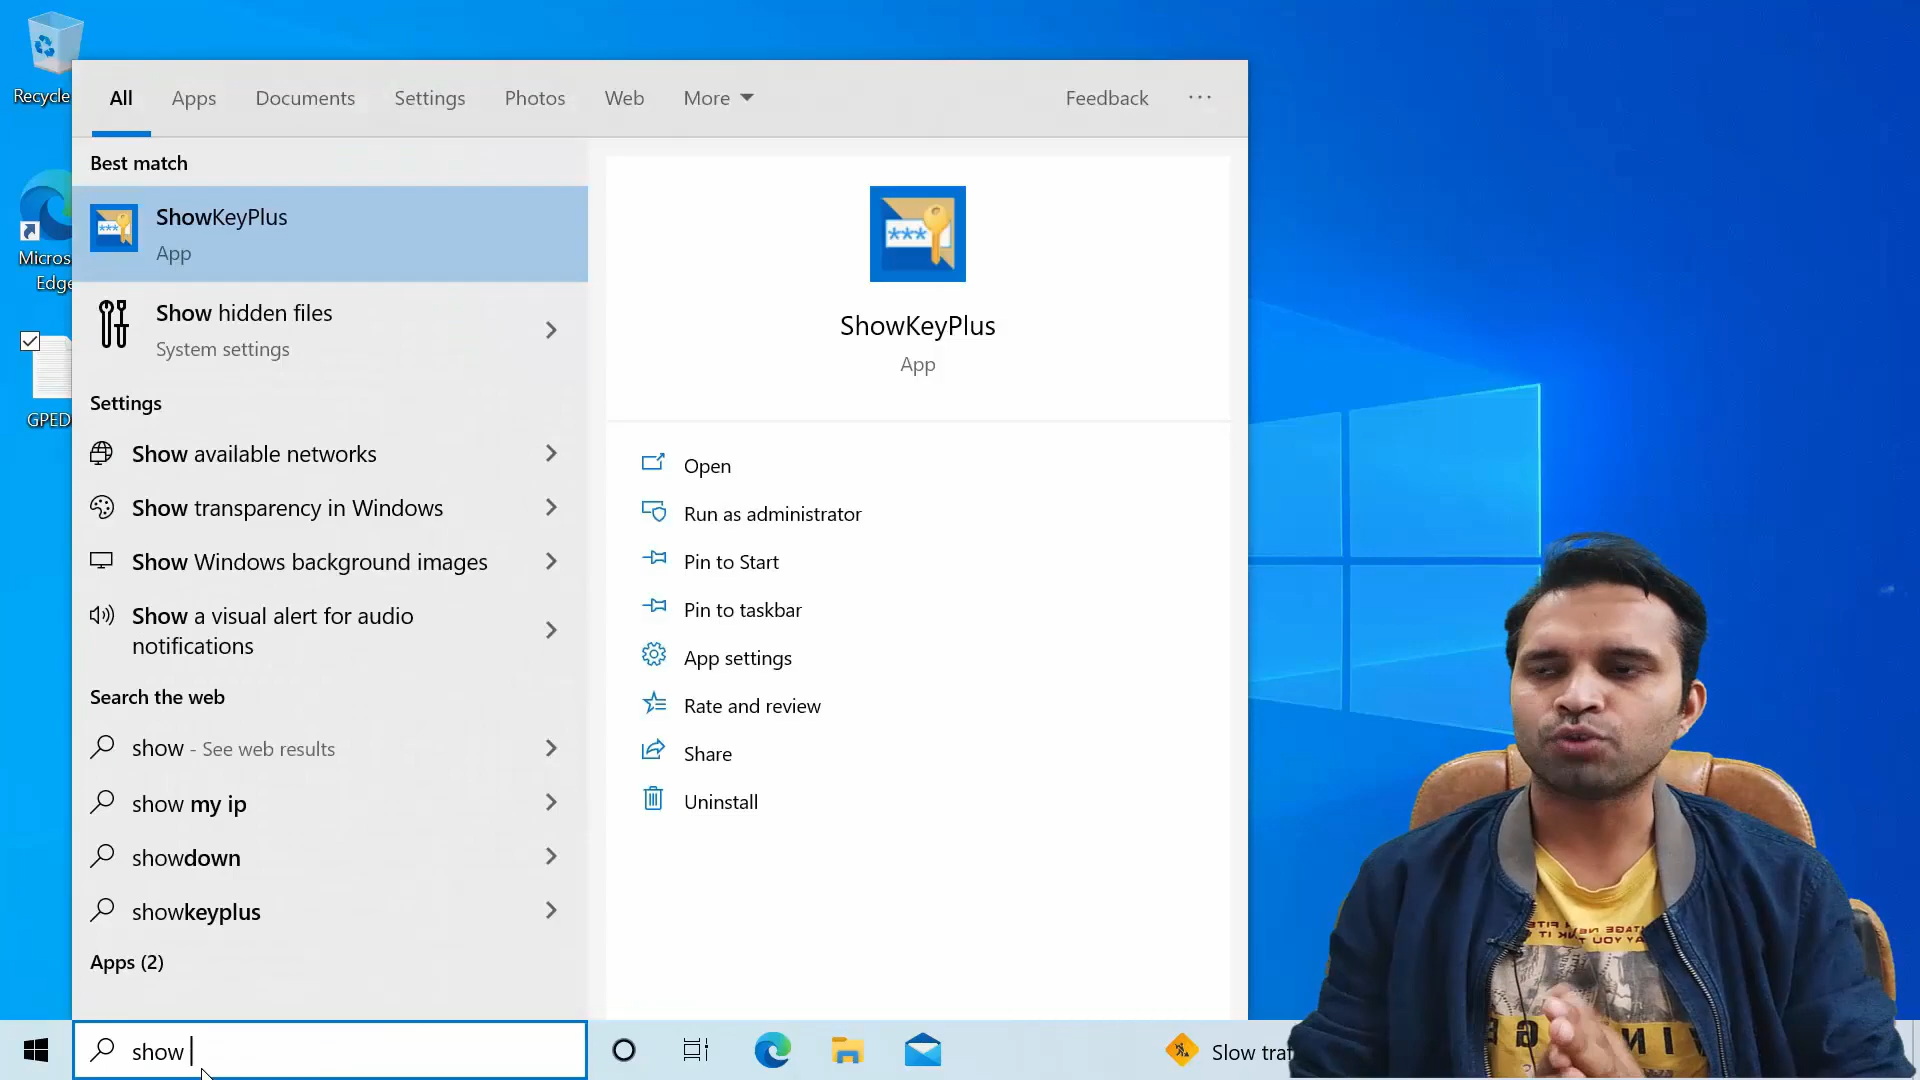 Recycle
Micros
Edge
GPED
All Apps Documents Settings Photos Web More Feedback ...
Best match
ShowKeyPlus
App
Show hidden files
System settings
Settings
Show available networks
Show transparency in Windows
Show Windows background images
Show a visual alert for audio
notifications
Search the web
show - See web results
show my ip
showdown
showkeyplus
Apps (2)
ShowKeyPlus
App
Open
Run as administrator
Pin to Start
Pin to taskbar
App settings
Rate and review
Share
Uninstall
show
Slow traf